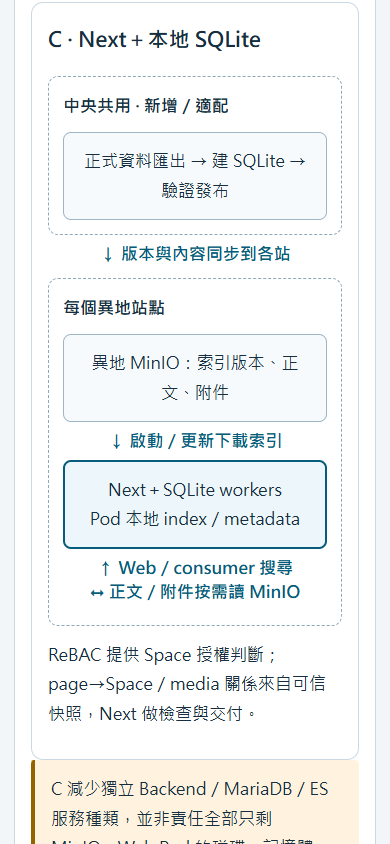 C · Next + 本地 SQLite
中央共用 · 新增 / 適配
正式資料匯出 → 建 SQLite →
驗證發布
↓ 版本與內容同步到各站
每個異地站點
異地 MinIO：索引版本、正
文、附件
↓ 啟動 / 更新下載索引
Next + SQLite workers
Pod 本地 index / metadata
↑ Web / consumer 搜尋
↔ 正文 / 附件按需讀 MinIO
ReBAC 提供 Space 授權判斷；
page→Space / media 關係來自可信
快照，Next 做檢查與交付。
C 減少獨立 Backend / MariaDB / ES
服務種類，並非責任全部只剩